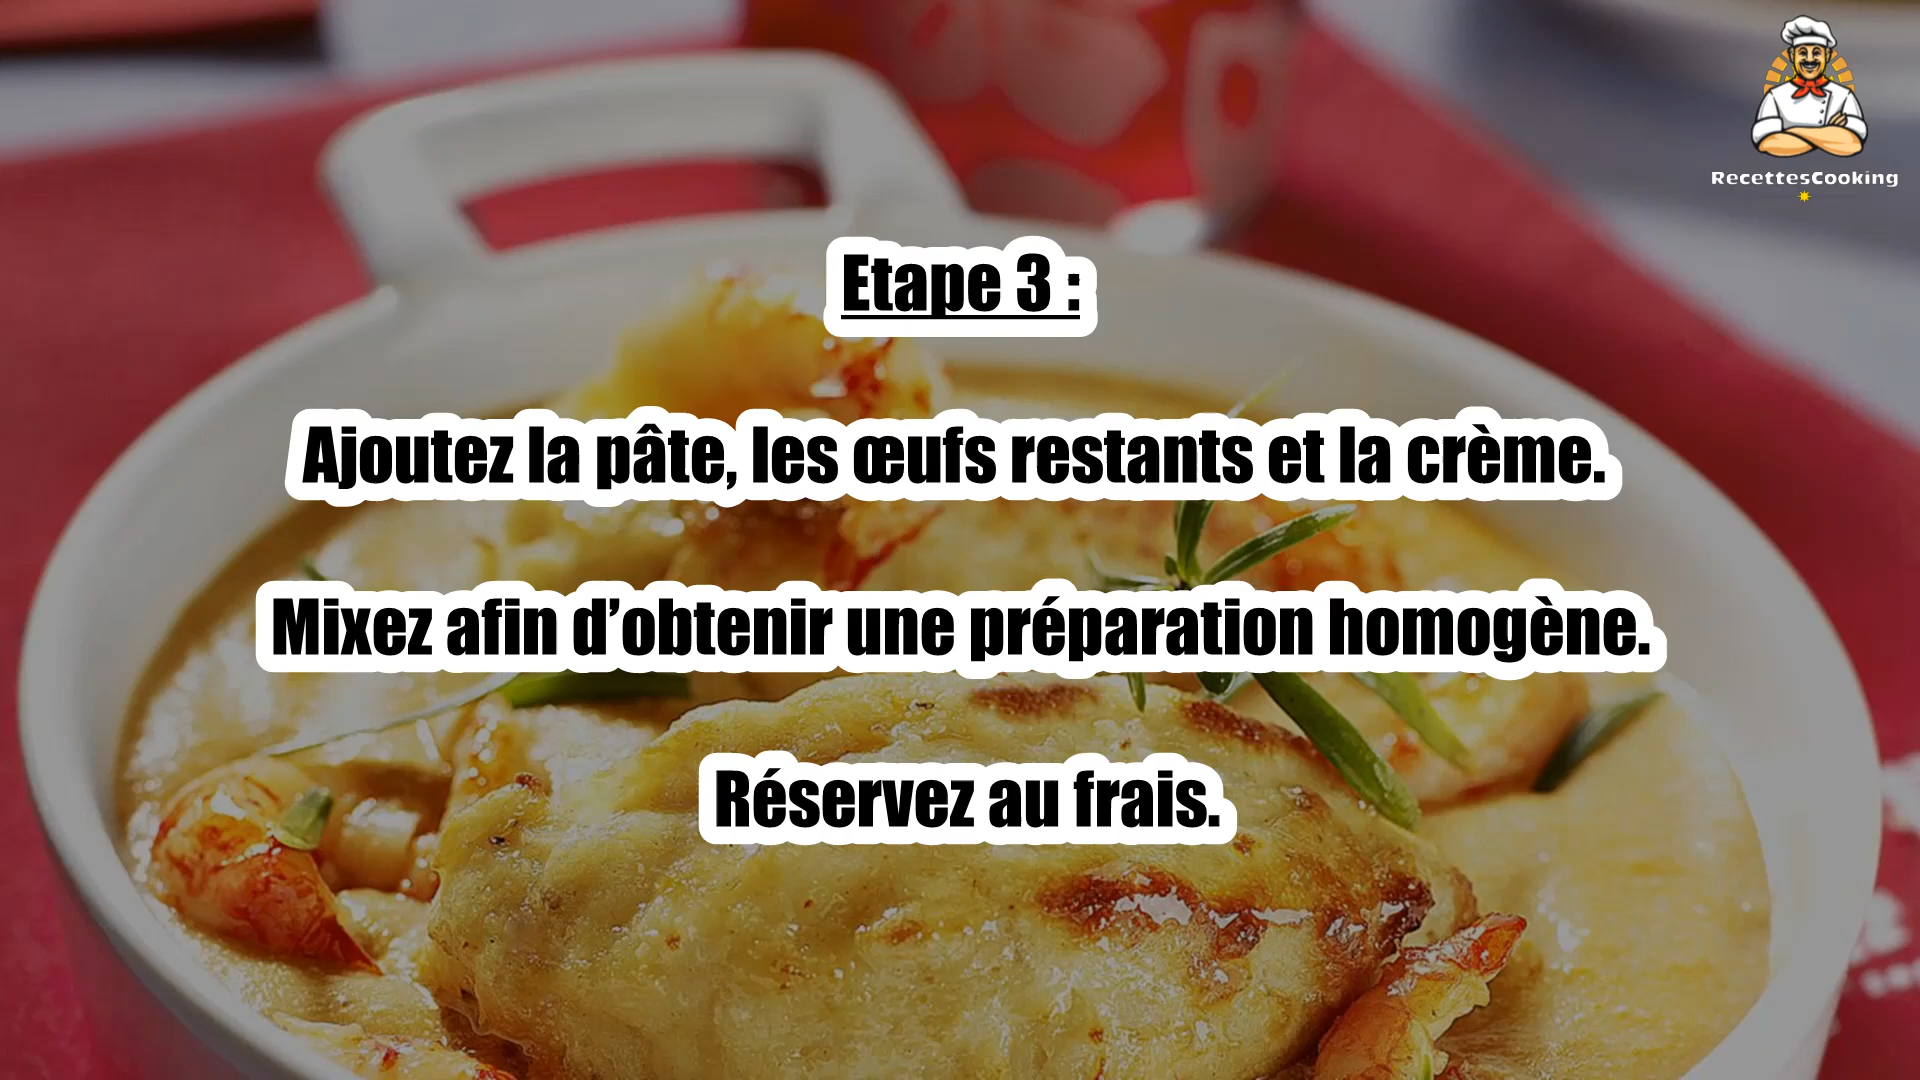 RecettesCooking
Etape 3 :
Ajoutez la pâte, les œufs restants et la crème.
Mixez afin d’obtenir une préparation homogène.
Réservez au frais.